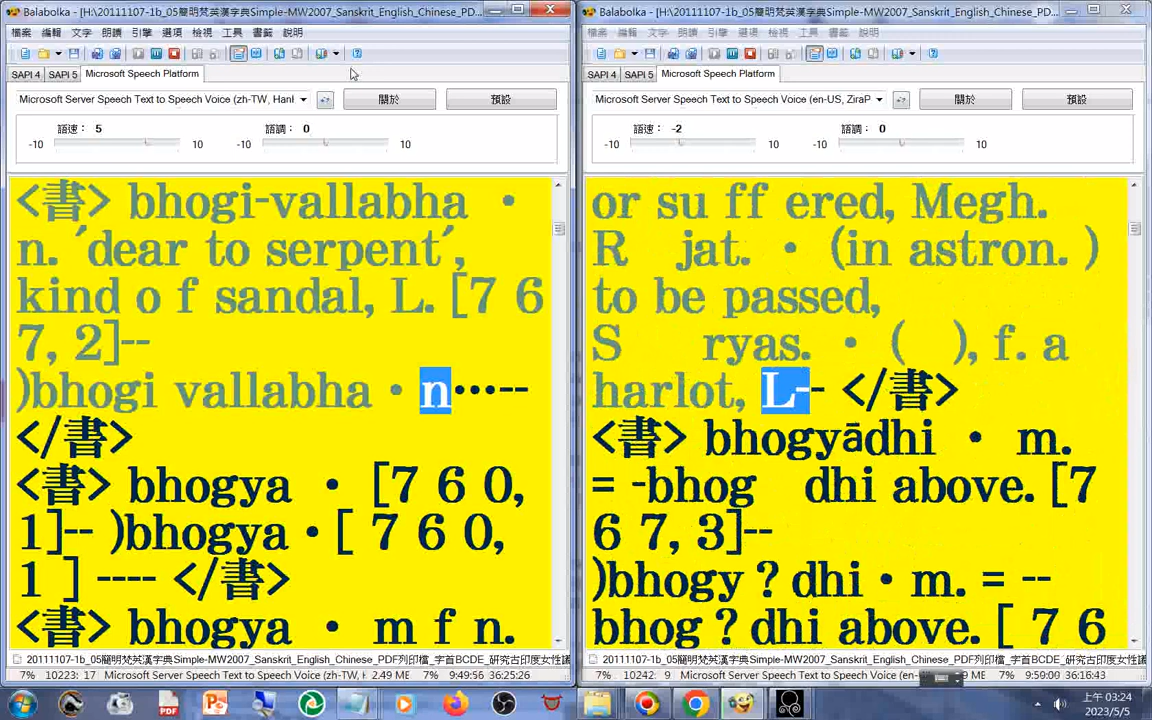 Balabolka - [H:\20111107-1b_05簡明梵英漢字典Simple-MW2007_Sanskrit_English_Chinese_PD...
檔案 編輯 文字 朗讀 引擎 選項 檢視 工具 書籤 說明
SAPI 4 SAPI 5 Microsoft Speech Platform
Microsoft Server Speech Text to Speech Voice (zh-TW, HanH 關於 預設
語速: 5 語調: 0
-10 10 -10 10
<書> bhogi-vallabha •
n. ′dear to serpent′,
kind o f sandal, L. [7 6
7, 2]--
)bhogi vallabha • n•••--
</書>
<書> bhogya • [7 6 0,
1]-- )bhogya •[ 7 6 0,
1 ] ---- </書>
<書> bhogya • m f n.
20111107-1b_05簡明梵英漢字典Simple-MW2007_Sanskrit_English_Chinese_PDF列印檔_字首BCDE_研究古印度女性議
7% 10223: 17 Microsoft Server Speech Text to Speech Voice (zh-TW, H 2.49 ME 7% 9:49:56 36:25:26
Balabolka - [H:\20111107-1b_05簡明梵英漢字典Simple-MW2007_Sanskrit_English_Chinese_PD...
檔案 編輯 文字 朗讀 引擎 選項 檢視 工具 書籤 說明
SAPI 4 SAPI 5 Microsoft Speech Platform
Microsoft Server Speech Text to Speech Voice (en-US, ZiraP 關於 預設
語速: -2 語調: 0
-10 10 -10 10
or su ff ered, Megh.
R jat. • (in astron. )
to be passed,
S ryas. • ( ), f. a
harlot, L-- </書>
<書> bhogyādhi • m.
= -bhog dhi above. [7
6 7, 3]--
)bhogy？dhi • m. = --
bhog？dhi above. [ 7 6
20111107-1b_05簡明梵英漢字典Simple-MW2007_Sanskrit_English_Chinese_PDF列印檔_字首BCDE_研究古印度女性議
7% 10242: 9 Microsoft Server Speech Text to Speech Voice (en-US 7% 9:59:00 36:16:43
上午 03:24
2023/5/5